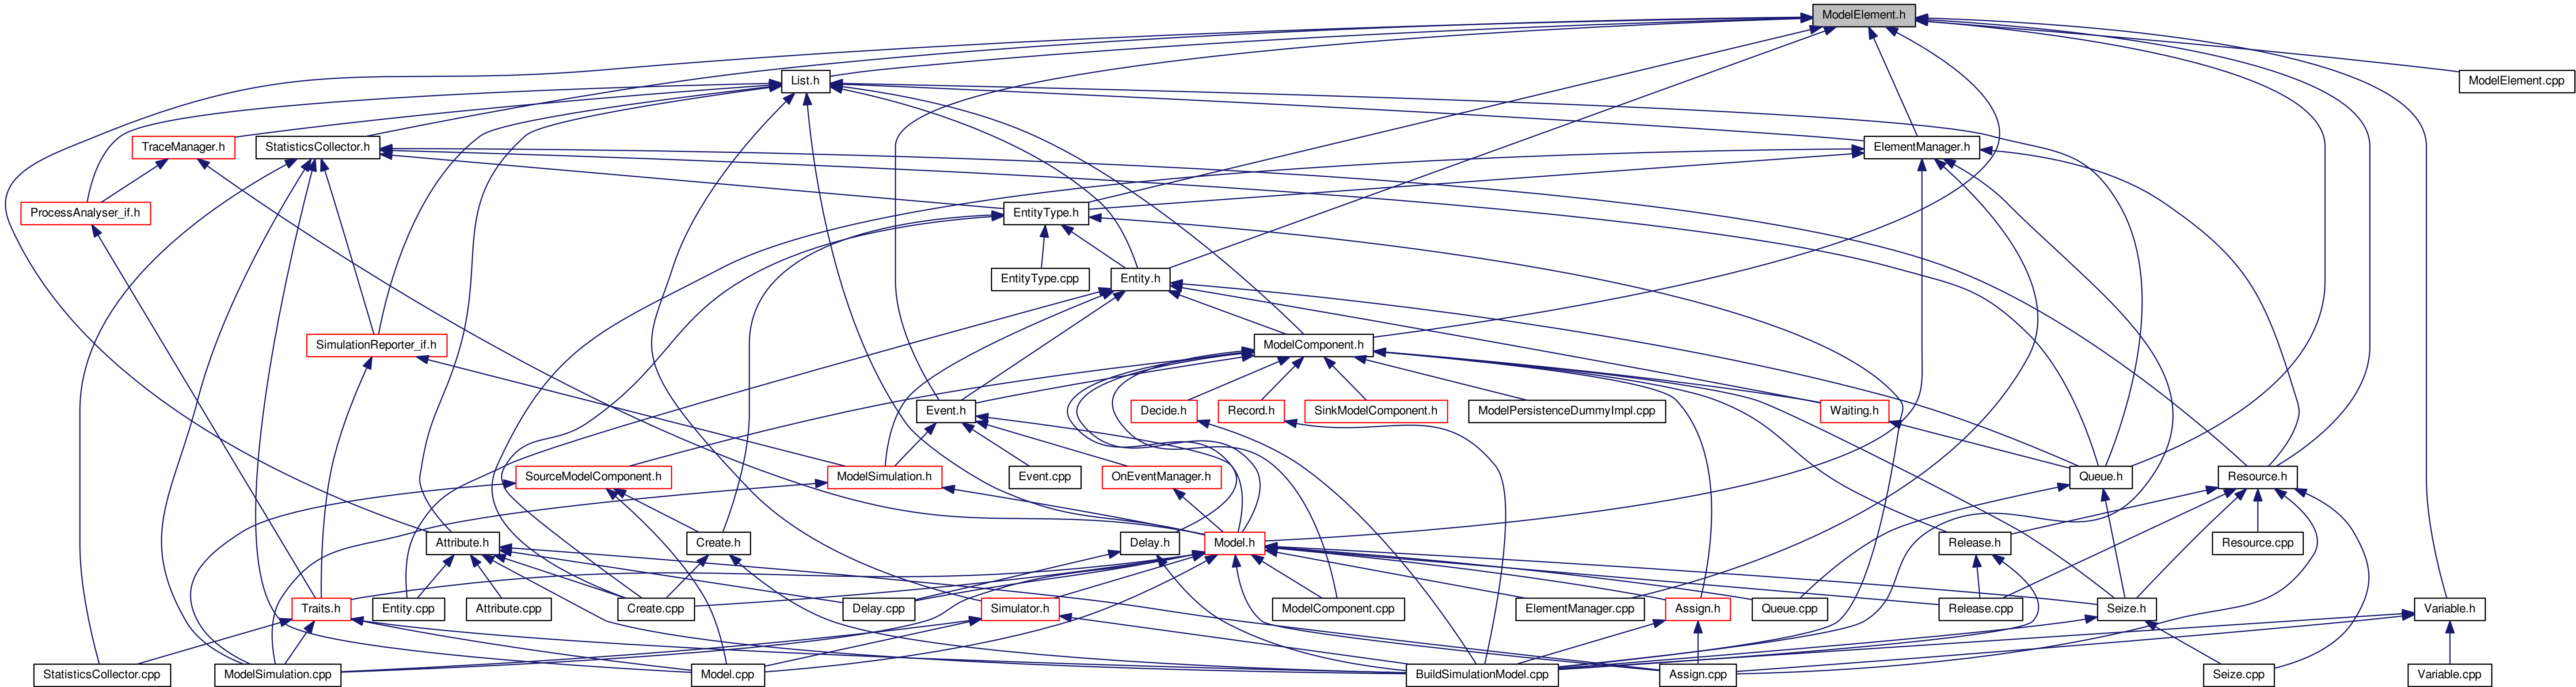 ModelElement.h
List.h
ModelElement.cpp
TraceManager.h
StatisticsCollector.h
ElementManager.h
ProcessAnalyser_if.h
EntityType.h
EntityType.cpp
Entity.h
SimulationReporter_if.h
ModelComponent.h
Event.h
Decide.h
Record.h
SinkModelComponent.h
ModelPersistenceDummyImpl.cpp
Waiting.h
SourceModelComponent.h
ModelSimulation.h
Event.cpp
OnEventManager.h
Queue.h
Resource.h
Attribute.h
Create.h
Delay.h
Model.h
Release.h
Resource.cpp
Traits.h
Entity.cpp
Attribute.cpp
Create.cpp
Delay.cpp
Simulator.h
ModelComponent.cpp
ElementManager.cpp
Assign.h
Queue.cpp
Release.cpp
Seize.h
Variable.h
StatisticsCollector.cpp
ModelSimulation.cpp
Model.cpp
BuildSimulationModel.cpp
Assign.cpp
Seize.cpp
Variable.cpp